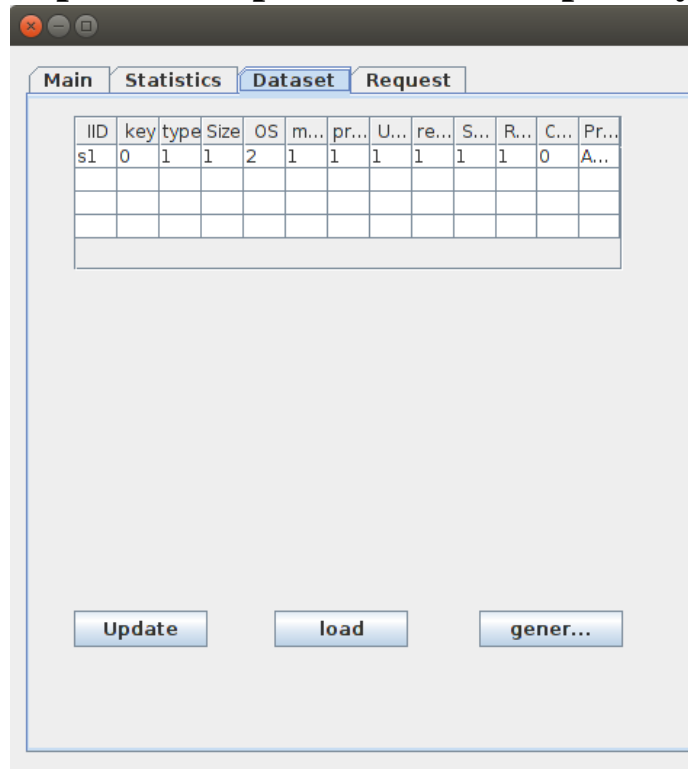 Main Statistics Dataset Request
IID key type Size OS m... pr... U... re... S... R... C... Pr...
s1 0 1 1 2 1 1 1 1 1 1 0 A...
Update load gener...